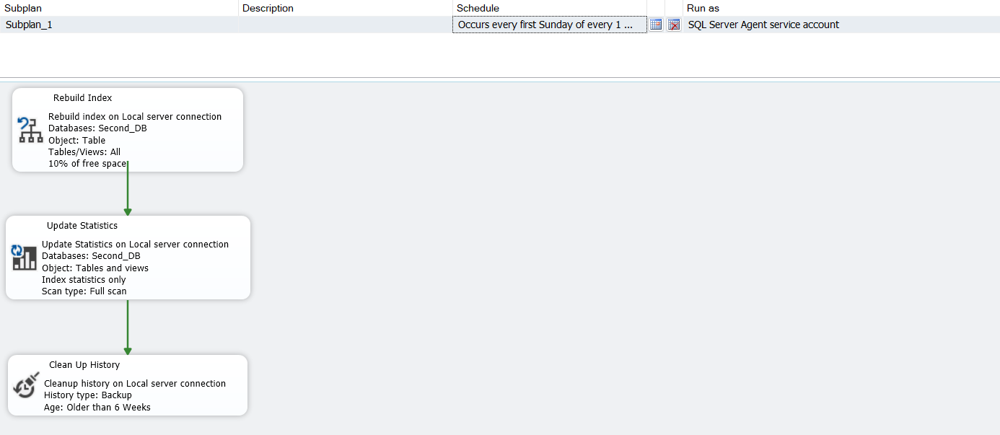 Subplan Description Schedule Run as
Subplan_1 Occurs every first Sunday of every 1 ... SQL Server Agent service account
Rebuild Index
Rebuild index on Local server connection
Databases: Second_DB
Object: Table
Tables/Views: All
10% of free space
Update Statistics
Update Statistics on Local server connection
Databases: Second_DB
Object: Tables and views
Index statistics only
Scan type: Full scan
Clean Up History
Cleanup history on Local server connection
History type: Backup
Age: Older than 6 Weeks